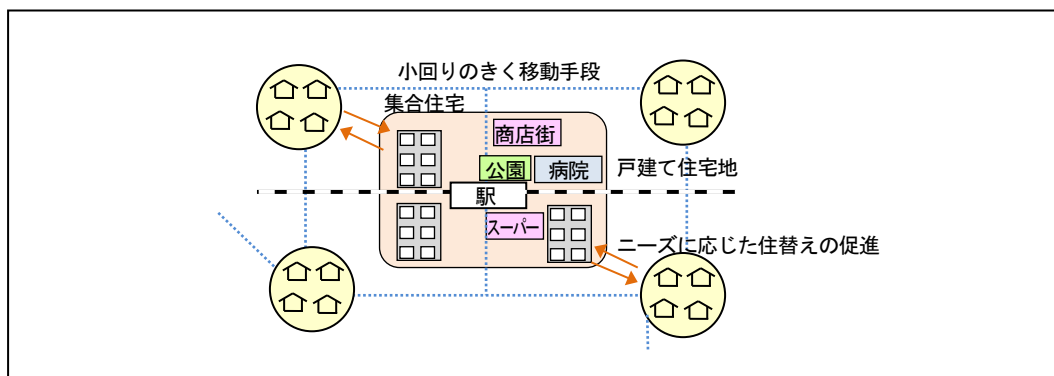 小回りのきく移動手段
集合住宅
商店街
公園
病院
戸建て住宅地
駅
スーパー
ニーズに応じた住替えの促進